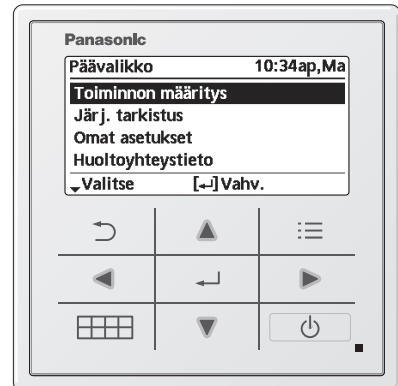 Panasonic
Päävalikko 10:34ap,Ma
Toiminnon määritys
Järj. tarkistus
Omat asetukset
Huoltoyhteystieto
Valitse [↵]Vahv.